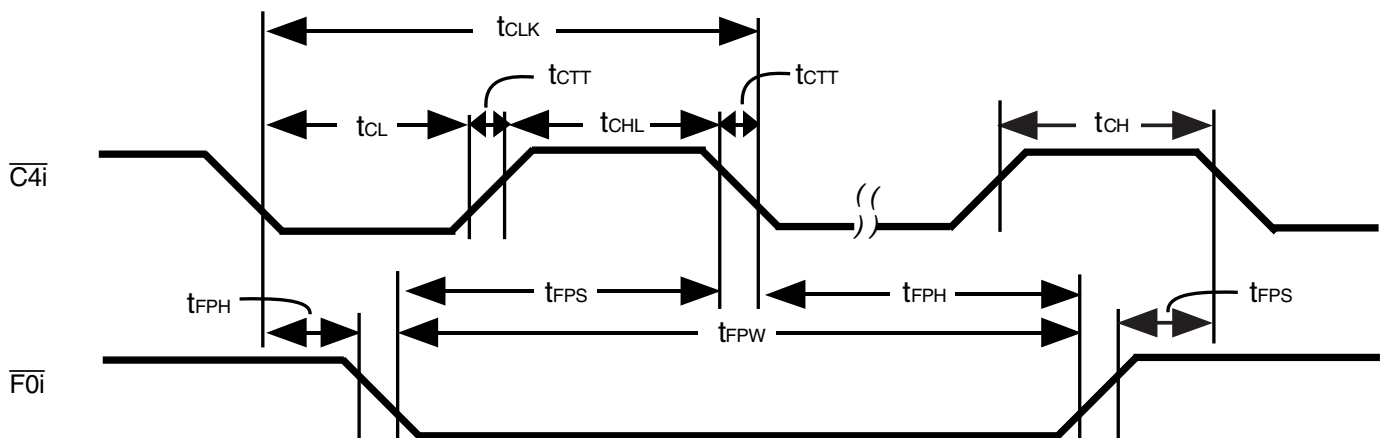 tCLK
tCTT
tCTT
tCL
tCHL
tCH
C4i
tFPH
tFPS
tFPH
tFPS
tFPW
F0i